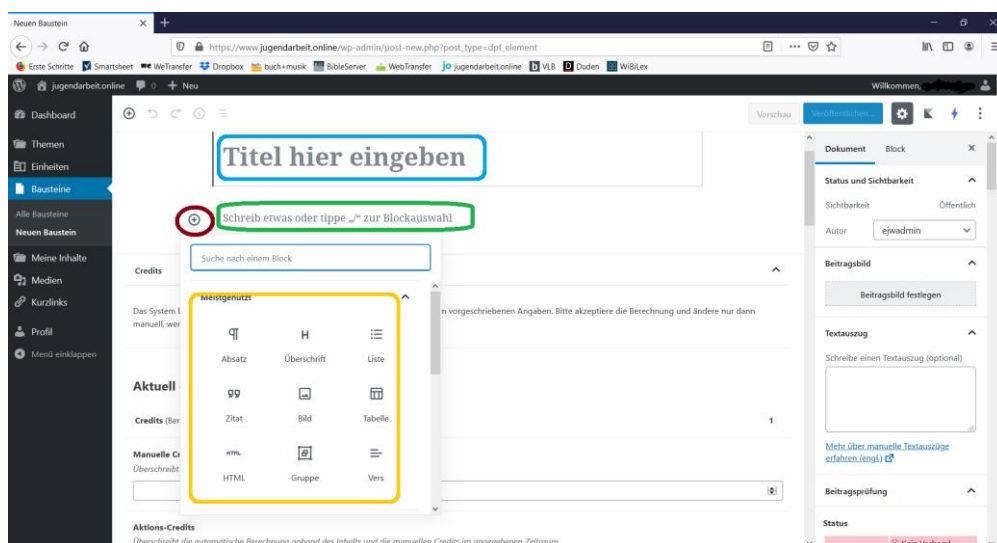 Neuen Baustein
https://www.jugendarbeit.online/wp-admin/post-new.php?post_type=dpf_element
Erste Schritte Smartsheet WeTransfer Dropbox buch+musik BibleServer WebTransfer jo jugendarbeit.online VLB Duden WiBiLex
jugendarbeit.online 0 + Neu Willkommen,
Dashboard
Themen
Einheiten
Bausteine
Alle Bausteine
Neuen Baustein
Meine Inhalte
Medien
Kurzlinks
Profil
Menü einklappen
Vorschau Veröffentlichen...
Titel hier eingeben
Schreib etwas oder tippe „/“ zur Blockauswahl
Suche nach einem Block
Meistgenutzt
Absatz Überschrift Liste
Zitat Bild Tabelle
HTML
HTML Gruppe Vers
Credits
Das System n vorgeschriebenen Angaben. Bitte akzeptiere die Berechnung und ändere nur dann
manuell, wer
Aktuell
Credits (Ber 1
Manuelle Cr
Überschreibt
Aktions-Credits
Überschreibt die automatische Berechnung anhand des Inhalts und die manuellen Credits im angegebenen Zeitraum.
Dokument Block
Status und Sichtbarkeit
Sichtbarkeit Öffentlich
Autor ejwadmin
Beitragsbild
Beitragsbild festlegen
Textauszug
Schreibe einen Textauszug (optional)
Mehr über manuelle Textauszüge
erfahren (engl.)
Beitragsprüfung
Status